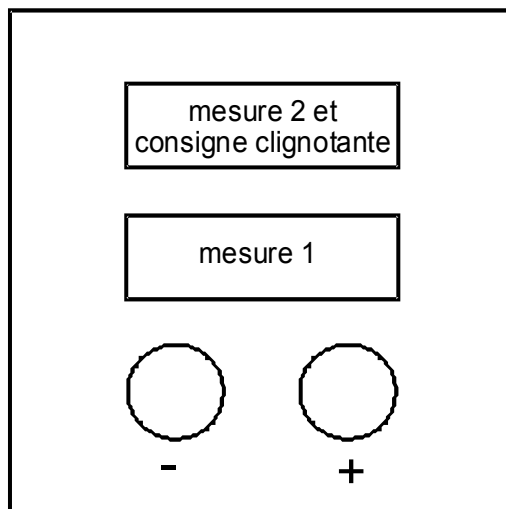 mesure 2 et
consigne clignotante
mesure 1
- +